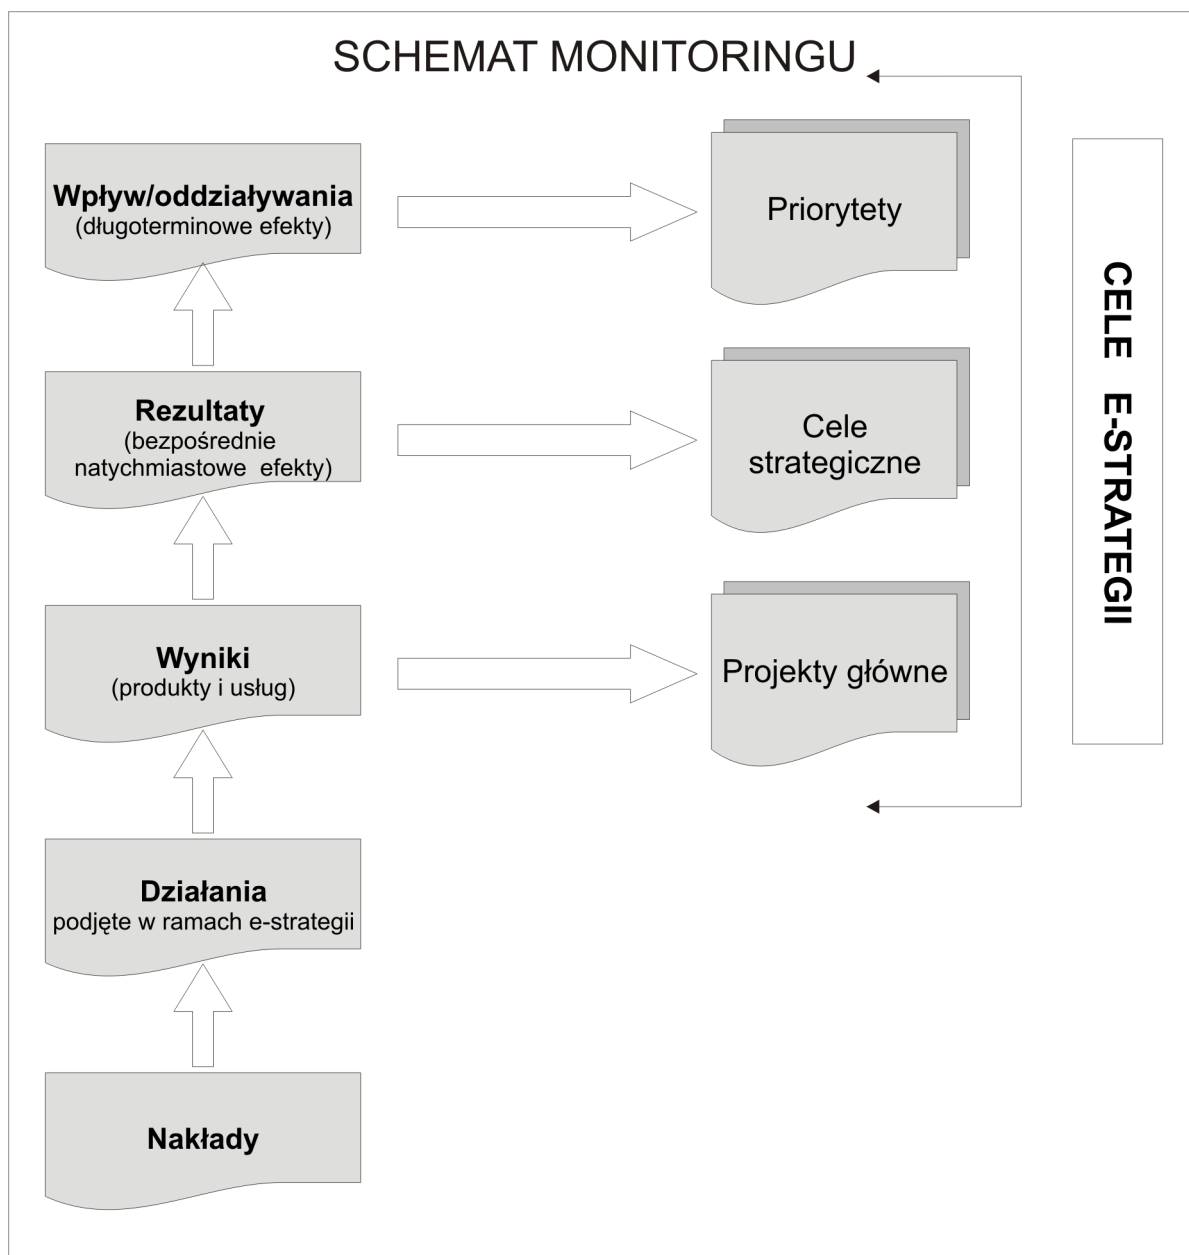 SCHEMAT MONITORINGU
Wpływ/oddziaływania
(długoterminowe efekty)
Priorytety
Rezultaty
(bezpośrednie
natychmiastowe  efekty)
Cele
strategiczne
Wyniki
(produkty i usług)
Projekty główne
Działania
podjęte w ramach e-strategii
Nakłady
CELE  E-STRATEGII